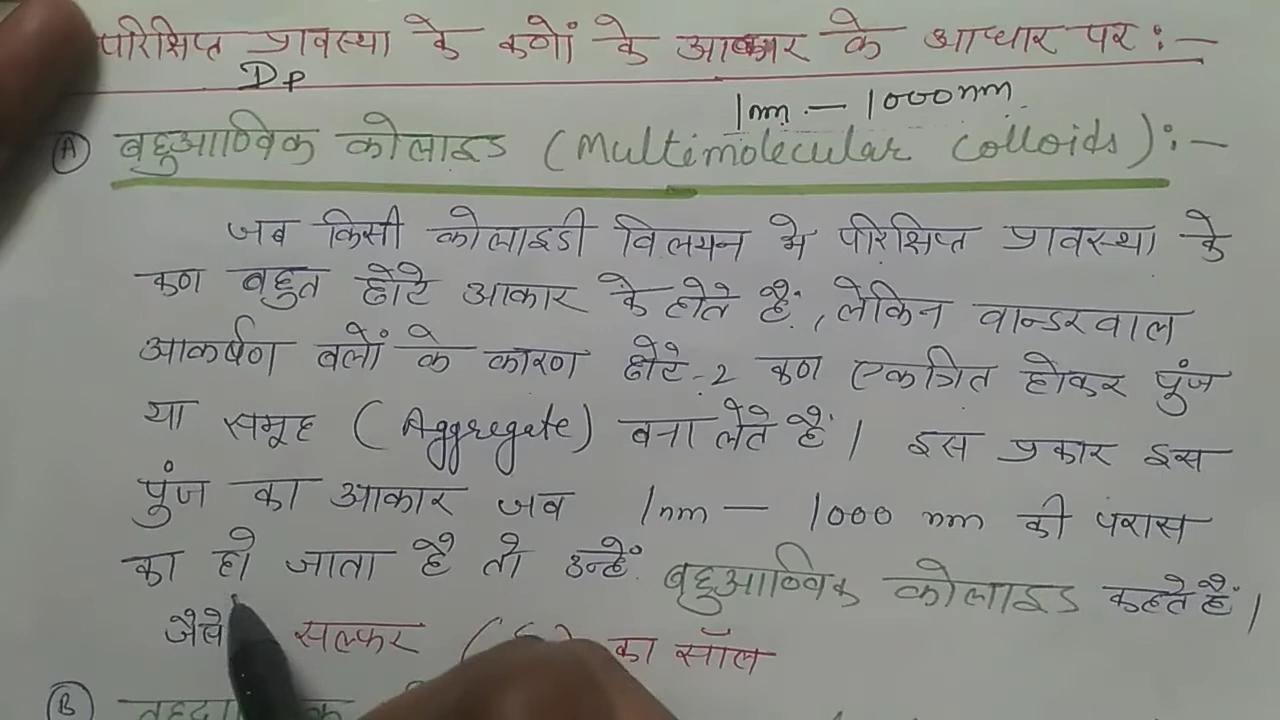 परिक्षिप्त प्रावस्था के कणों के आकार के आधार पर :-
DP
1nm - 1000nm
(A) बहुआण्विक कोलाइड (Multimolecular Colloids) :-
जब किसी कोलाइडी विलयन मे परिक्षिप्त प्रावस्था के
कण बहुत छोटे आकार के होते हैं, लेकिन वान्डरवाल
आकर्षण बलों के कारण छोटे-2 कण एकत्रित होकर पुंज
या समूह (Aggregate) बना लेते हैं। इस प्रकार इस
पुंज का आकार जब 1nm - 1000 nm की परास
का हो जाता है तो उन्हें बहुआण्विक कोलाइड कहते हैं।
जैसे सल्फर ( का सॉल
(B)